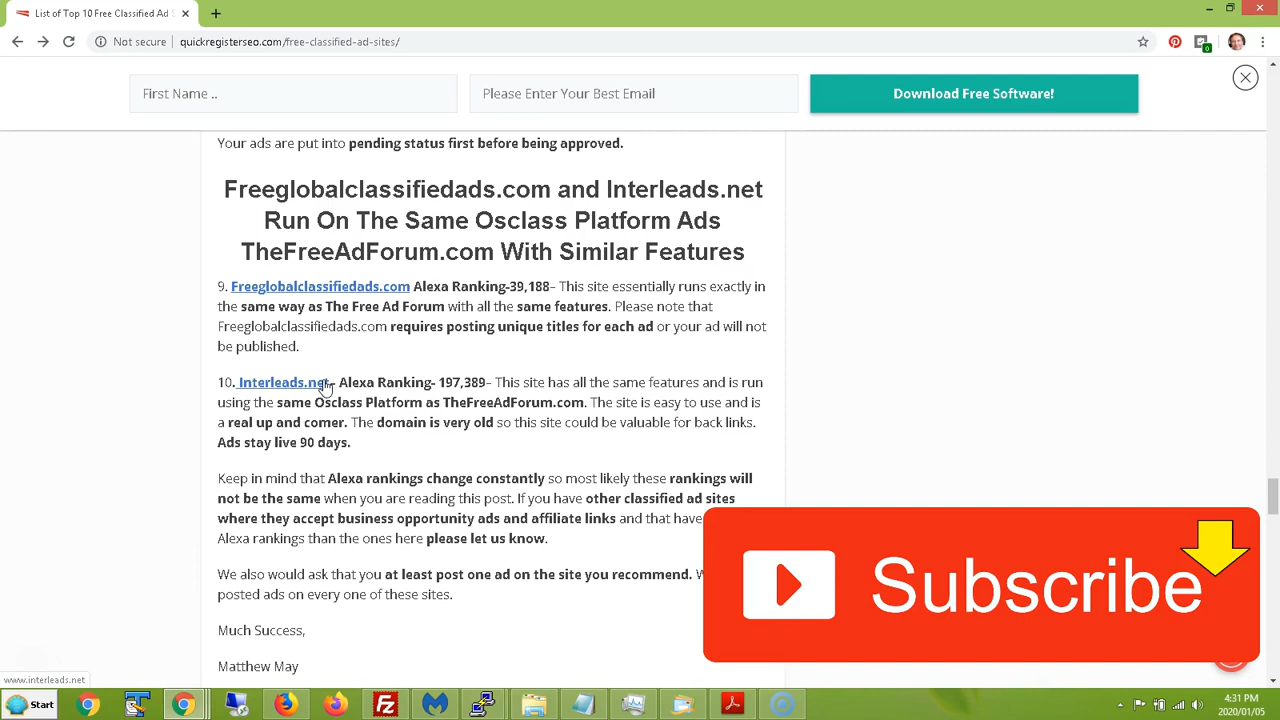 List of Top 10 Free Classified Ad
Not secure
quickregisterseo.com/free-classified-ad-sites/
0
First Name ..
Please Enter Your Best Email
Download Free Software!
Your ads are put into pending status first before being approved.
Freeglobalclassifiedads.com and Interleads.net
Run On The Same Osclass Platform Ads
TheFreeAdForum.com With Similar Features
9. Freeglobalclassifiedads.com Alexa Ranking-39,188– This site essentially runs exactly in
the same way as The Free Ad Forum with all the same features. Please note that
Freeglobalclassifiedads.com requires posting unique titles for each ad or your ad will not
be published.
10. Interleads.net– Alexa Ranking- 197,389– This site has all the same features and is run
using the same Osclass Platform as TheFreeAdForum.com. The site is easy to use and is
a real up and comer. The domain is very old so this site could be valuable for back links.
Ads stay live 90 days.
Keep in mind that Alexa rankings change constantly so most likely these rankings will
not be the same when you are reading this post. If you have other classified ad sites
where they accept business opportunity ads and affiliate links and that have
Alexa rankings than the ones here please let us know.
We also would ask that you at least post one ad on the site you recommend.
posted ads on every one of these sites.
Much Success,
Matthew May
Subscribe
www.interleads.net
Start
4:31 PM
2020/01/05